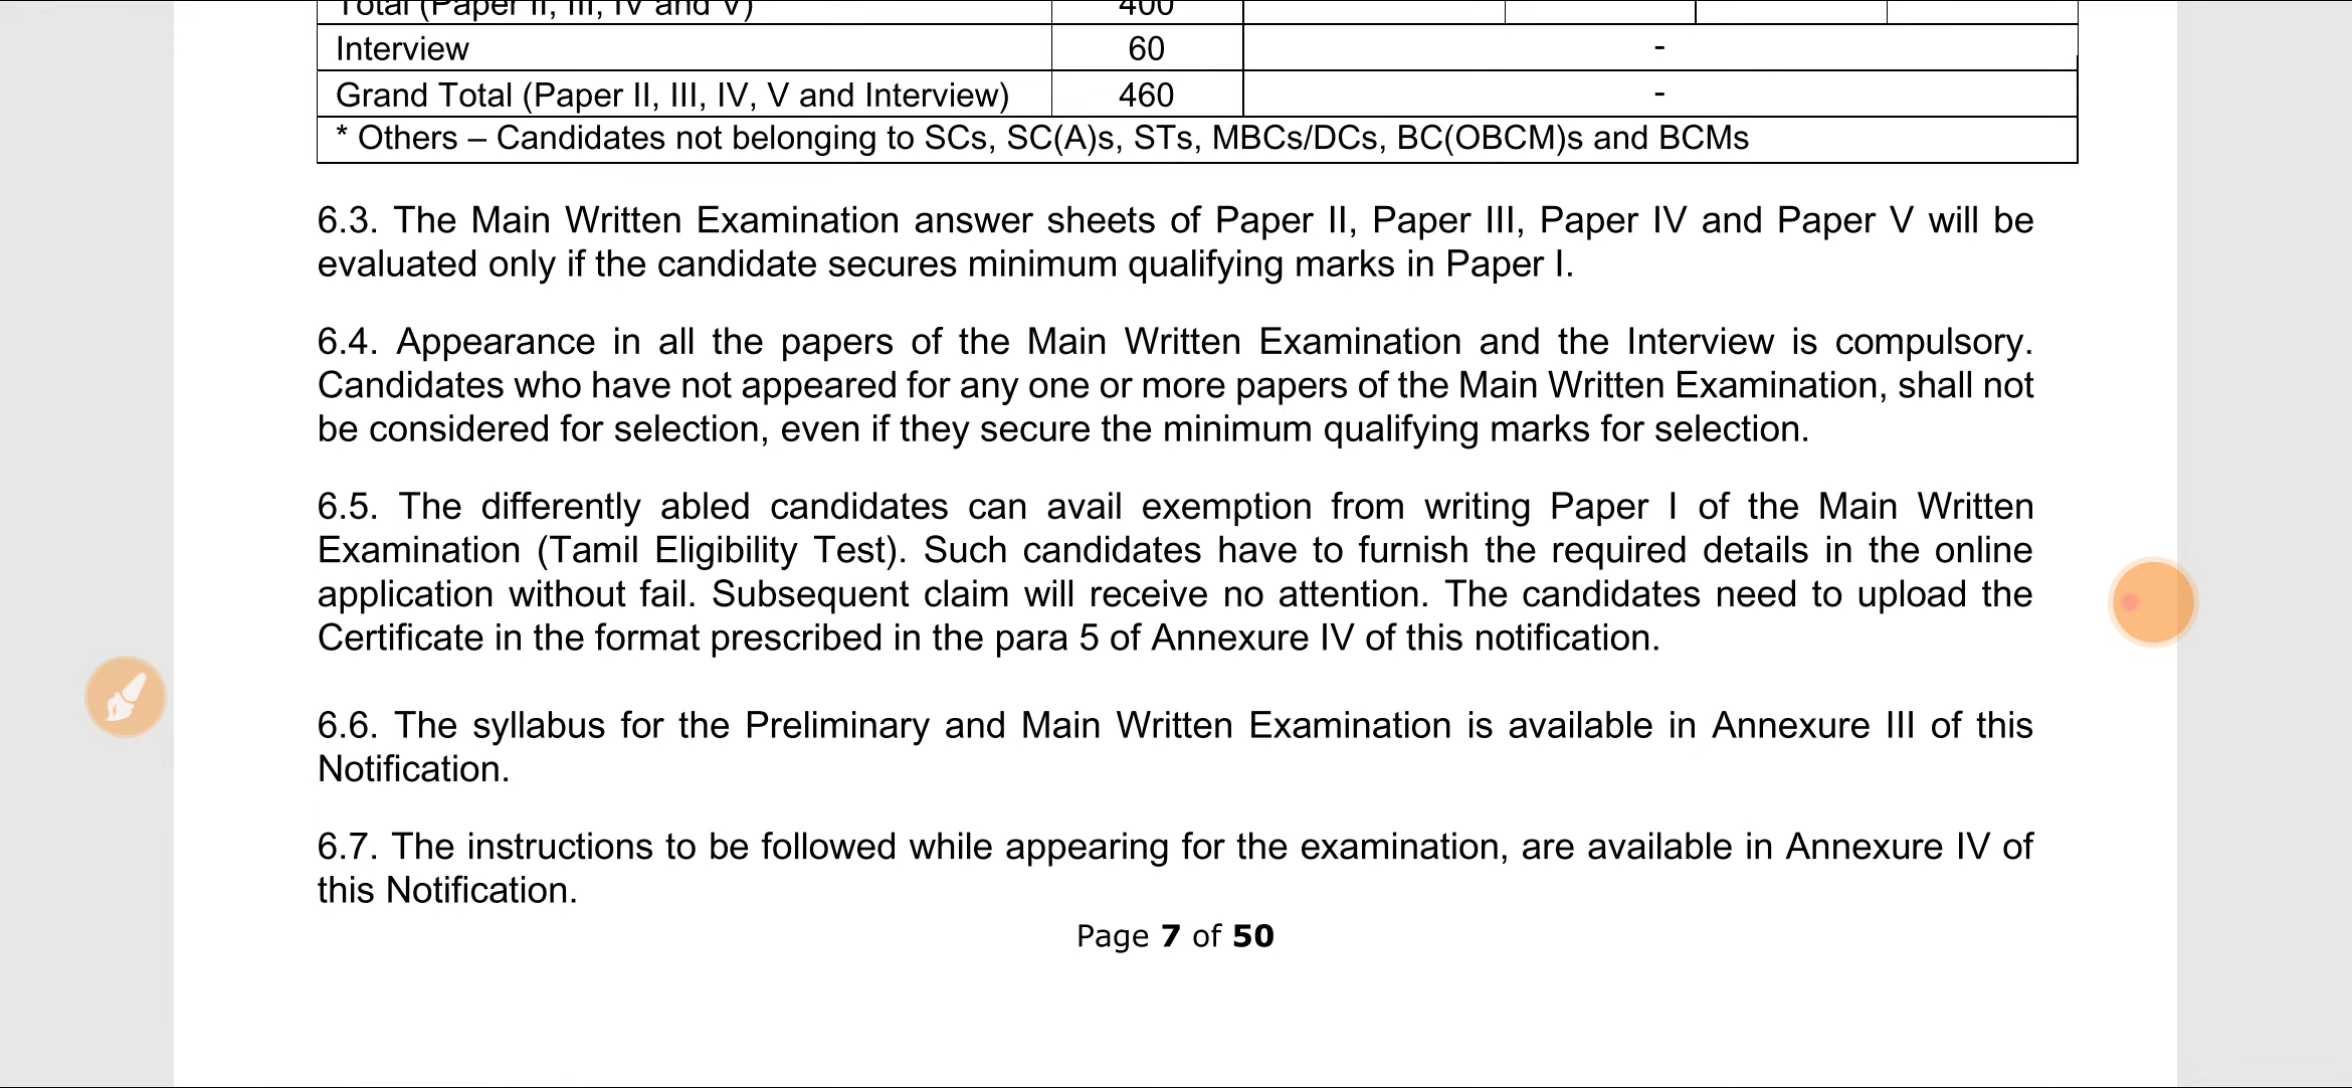 Total (Paper II, III, IV and V) 400
Interview 60 -
Grand Total (Paper II, III, IV, V and Interview) 460 -
* Others – Candidates not belonging to SCs, SC(A)s, STs, MBCs/DCs, BC(OBCM)s and BCMs
6.3. The Main Written Examination answer sheets of Paper II, Paper III, Paper IV and Paper V will be
evaluated only if the candidate secures minimum qualifying marks in Paper I.
6.4. Appearance in all the papers of the Main Written Examination and the Interview is compulsory.
Candidates who have not appeared for any one or more papers of the Main Written Examination, shall not
be considered for selection, even if they secure the minimum qualifying marks for selection.
6.5. The differently abled candidates can avail exemption from writing Paper I of the Main Written
Examination (Tamil Eligibility Test). Such candidates have to furnish the required details in the online
application without fail. Subsequent claim will receive no attention. The candidates need to upload the
Certificate in the format prescribed in the para 5 of Annexure IV of this notification.
6.6. The syllabus for the Preliminary and Main Written Examination is available in Annexure III of this
Notification.
6.7. The instructions to be followed while appearing for the examination, are available in Annexure IV of
this Notification.
Page 7 of 50